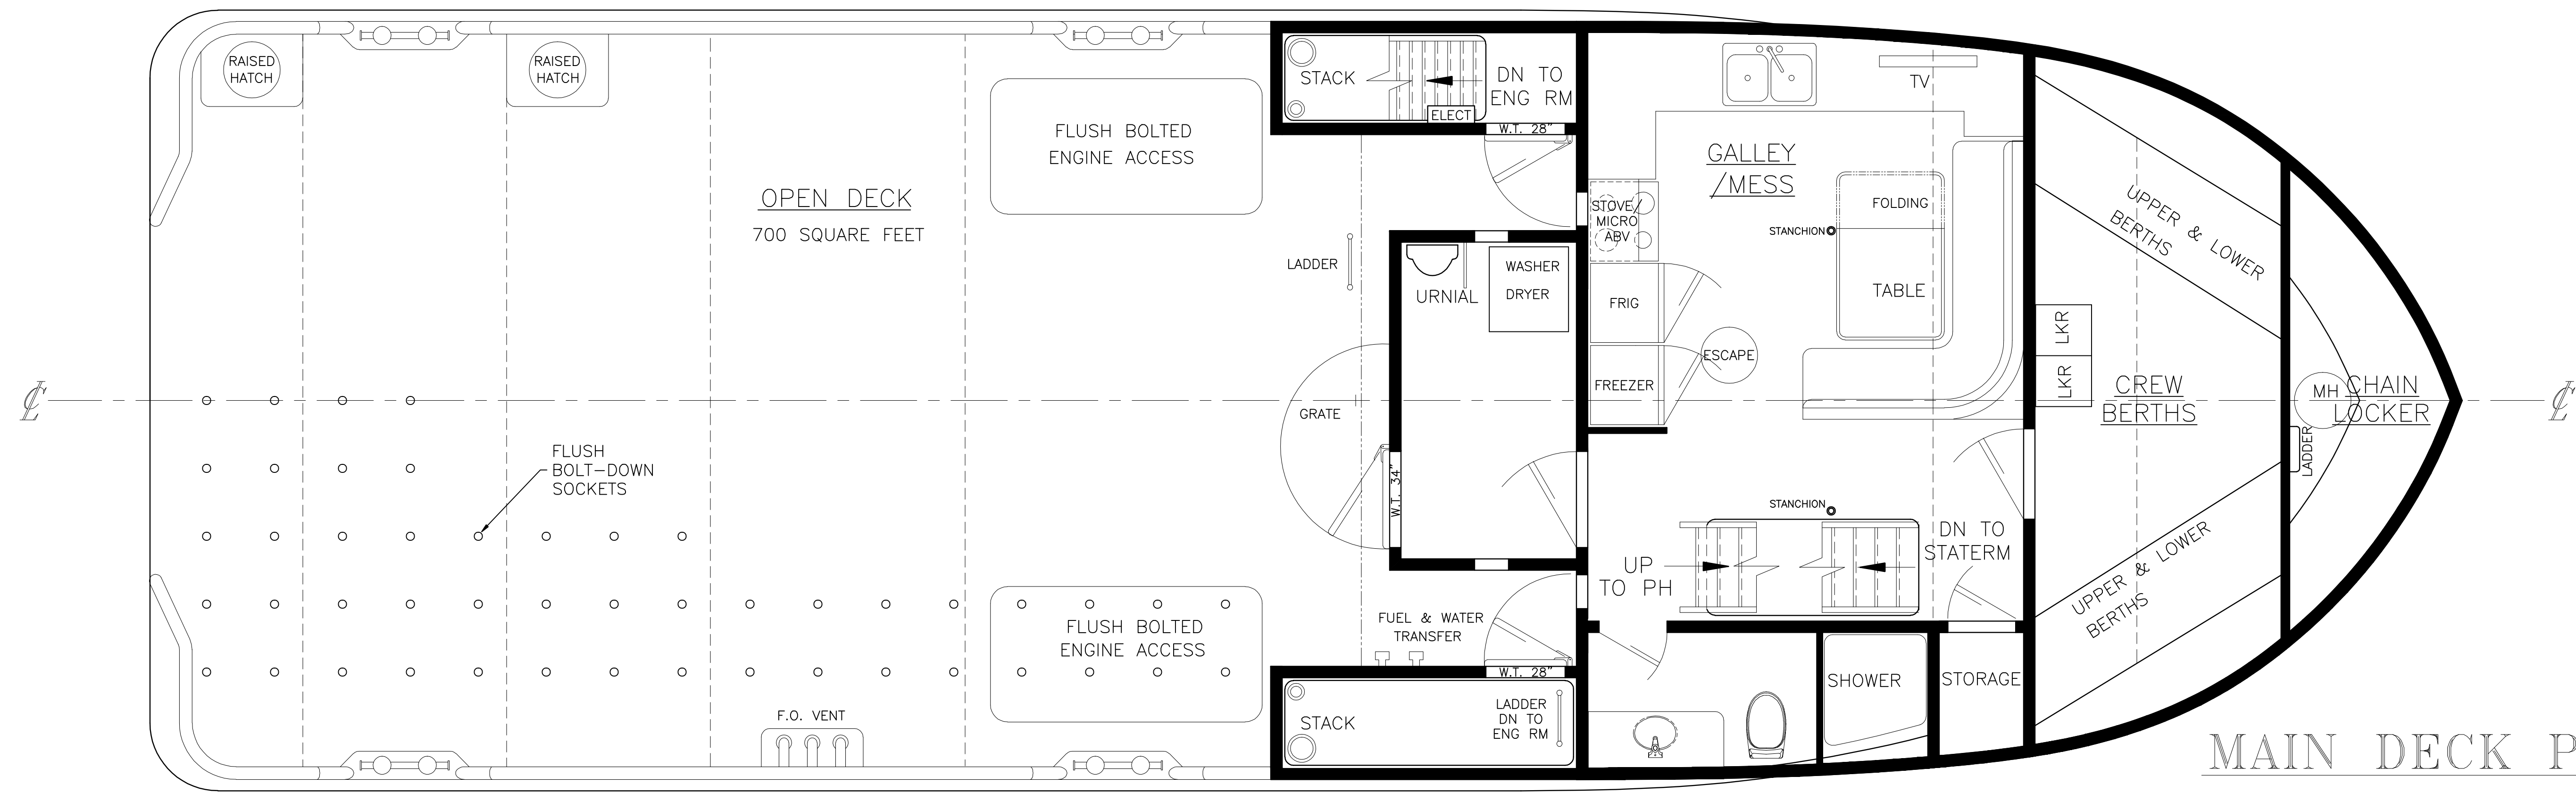 RAISED
HATCH
RAISED
HATCH
OPEN DECK
700 SQUARE FEET
FLUSH BOLTED
ENGINE ACCESS
STACK
ELECT
DN TO
ENG RM
W.T. 28"
LADDER
URNIAL
WASHER
DRYER
GRATE
W.T. 34"
FLUSH
BOLT-DOWN
SOCKETS
FLUSH BOLTED
ENGINE ACCESS
F.O. VENT
FUEL & WATER
TRANSFER
W.T. 28"
STACK
LADDER
DN TO
ENG RM
TV
GALLEY
/MESS
STOVE/
MICRO
ABV
STANCHION
FOLDING
TABLE
FRIG
ESCAPE
FREEZER
STANCHION
UP
TO PH
DN TO
STATERM
SHOWER
STORAGE
UPPER & LOWER
BERTHS
LKR
LKR
CREW
BERTHS
UPPER & LOWER
BERTHS
MH
CHAIN
LOCKER
LADDER
℄
℄
MAIN DECK P